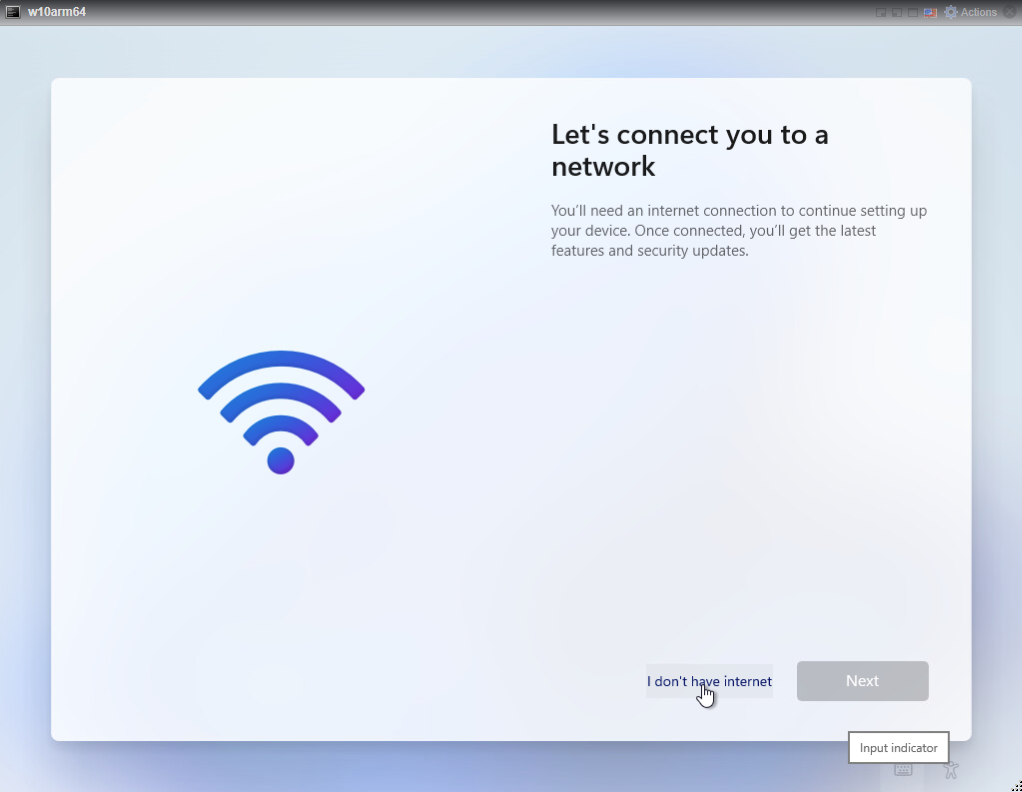 w10arm64
Actions
Let's connect you to a
network
You’ll need an internet connection to continue setting up
your device. Once connected, you’ll get the latest
features and security updates.
I don't have internet
Next
Input indicator